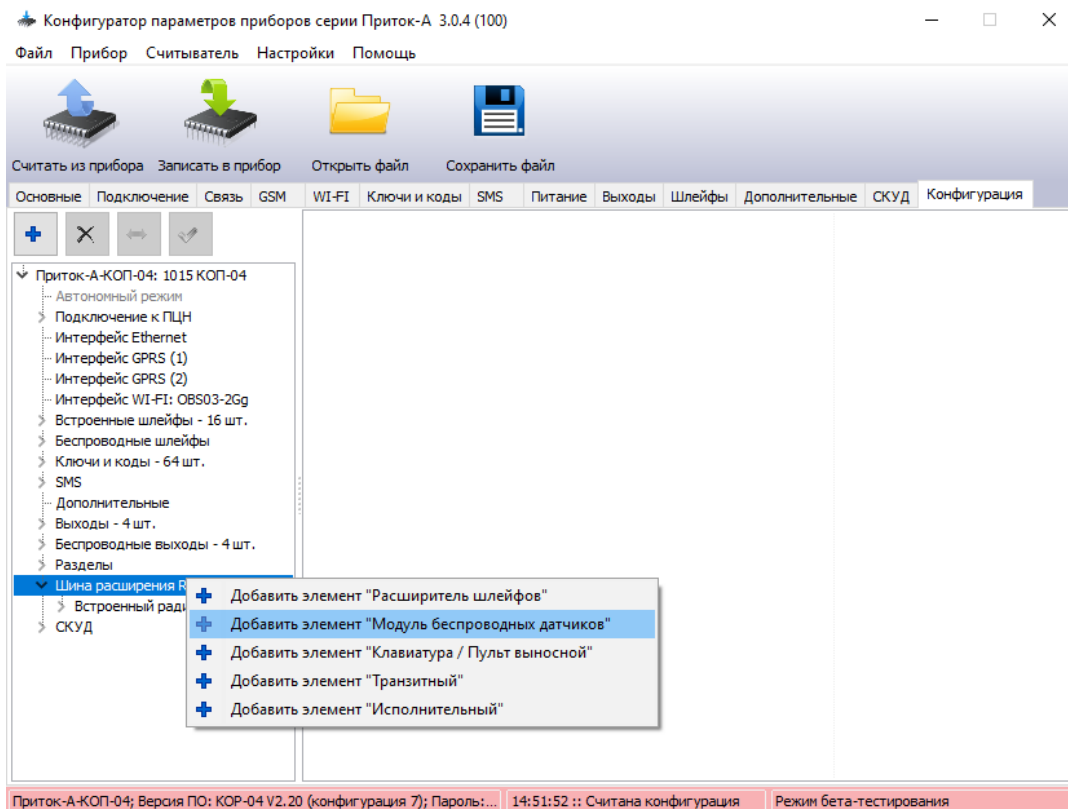 Конфигуратор параметров приборов серии Приток-А 3.0.4 (100)
Файл Прибор Считыватель Настройки Помощь
Считать из прибора Записать в прибор Открыть файл Сохранить файл
Основные Подключение Связь GSM WI-FI Ключи и коды SMS Питание Выходы Шлейфы Дополнительные СКУД Конфигурация
Приток-А-КОП-04: 1015 КОП-04
Автономный режим
Подключение к ПЦН
Интерфейс Ethernet
Интерфейс GPRS (1)
Интерфейс GPRS (2)
Интерфейс WI-FI: OBS03-2Gg
Встроенные шлейфы - 16 шт.
Беспроводные шлейфы
Ключи и коды - 64 шт.
SMS
Дополнительные
Выходы - 4 шт.
Беспроводные выходы - 4 шт.
Разделы
Шина расширения R
Встроенный ради
СКУД
Добавить элемент "Расширитель шлейфов"
Добавить элемент "Модуль беспроводных датчиков"
Добавить элемент "Клавиатура / Пульт выносной"
Добавить элемент "Транзитный"
Добавить элемент "Исполнительный"
Приток-А-КОП-04; Версия ПО: КОР-04 V2.20 (конфигурация 7); Пароль:... 14:51:52 :: Считана конфигурация Режим бета-тестирования